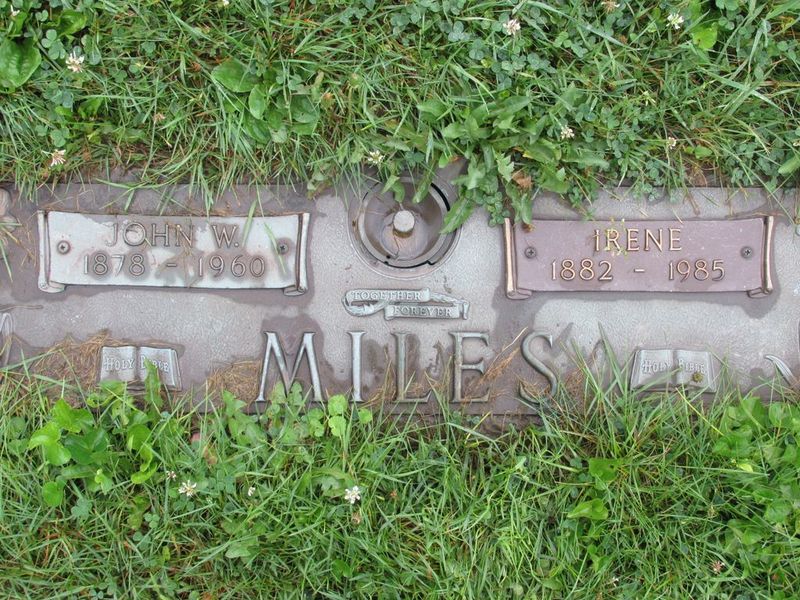 JOHN W.
1878 - 1960
IRENE
1882 - 1985
TOGETHER
FOREVER
MILES
HOLY BIBLE
HOLY BIBLE